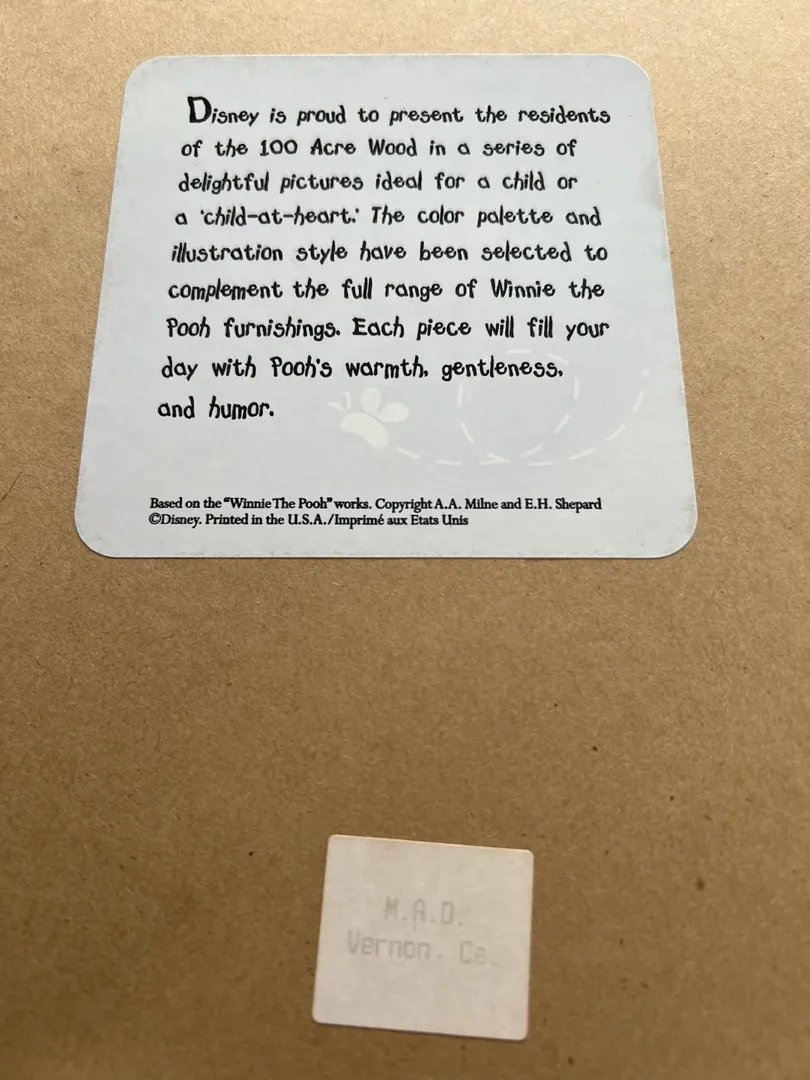 Disney is proud to present the residents
of the 100 Acre Wood in a series of
delightful pictures ideal for a child or
a 'child-at-heart.' The color palette and
illustration style have been selected to
complement the full range of Winnie the
Pooh furnishings. Each piece will fill your
day with Pooh's warmth, gentleness,
and humor.
Based on the "Winnie The Pooh" works. Copyright A.A. Milne and E.H. Shepard
©Disney. Printed in the U.S.A./Imprimé aux Etats Unis
M.A.D.
Vernon. Ca.